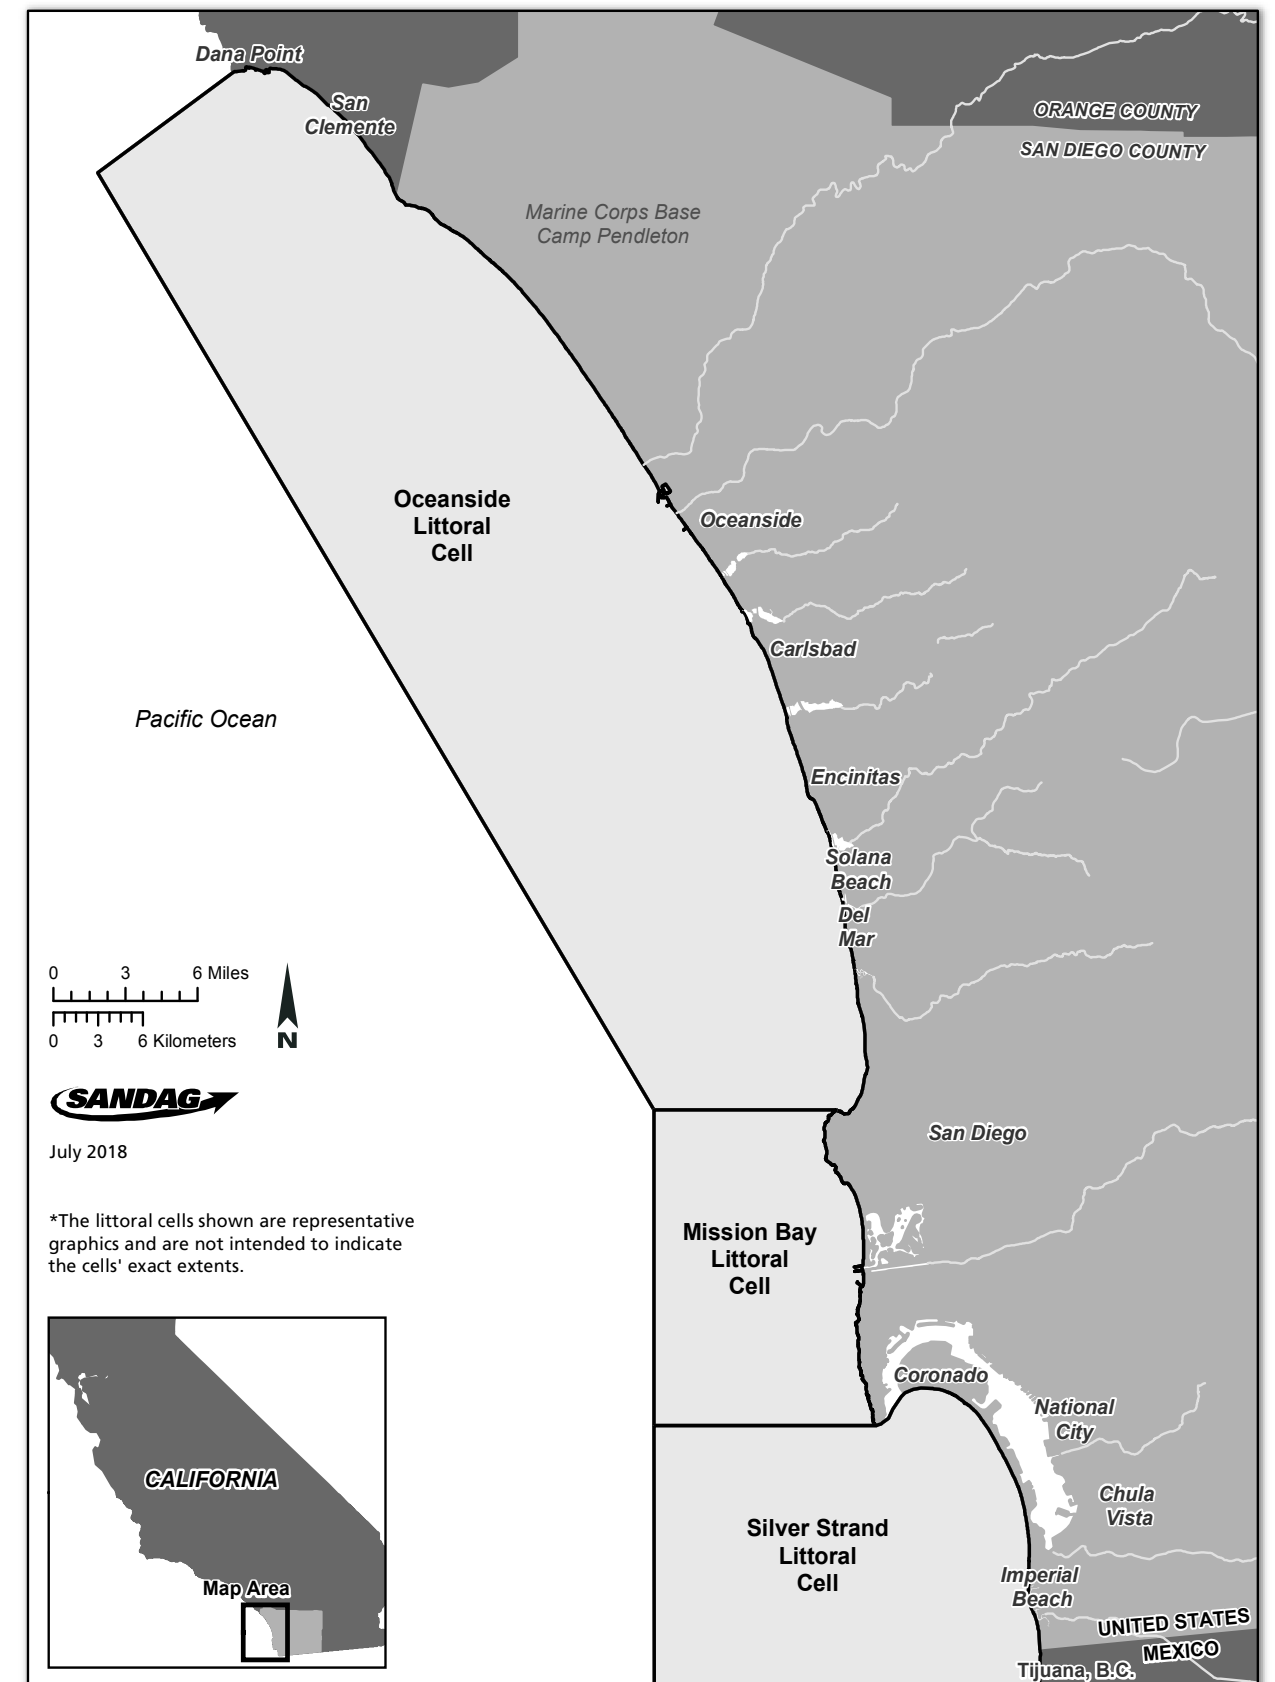 Dana Point
San
Clemente
ORANGE COUNTY
SAN DIEGO COUNTY
Marine Corps Base
Camp Pendleton
Oceanside
Littoral
Cell
Oceanside
Carlsbad
Pacific Ocean
Encinitas
Solana
Beach
Del
Mar
0 3 6 Miles
0 3 6 Kilometers
N
SANDAG
July 2018
San Diego
*The littoral cells shown are representative
graphics and are not intended to indicate
the cells' exact extents.
Mission Bay
Littoral
Cell
Coronado
National
City
CALIFORNIA
Map Area
Chula
Vista
Silver Strand
Littoral
Cell
Imperial
Beach
UNITED STATES
MEXICO
Tijuana, B.C.